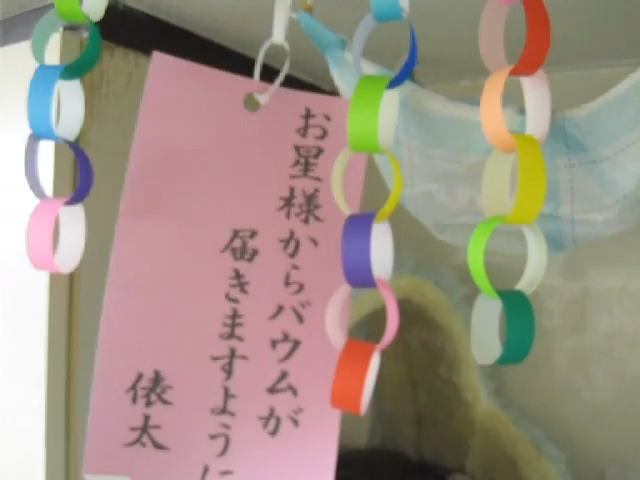 お星様からバウムが
届きますように
俵太